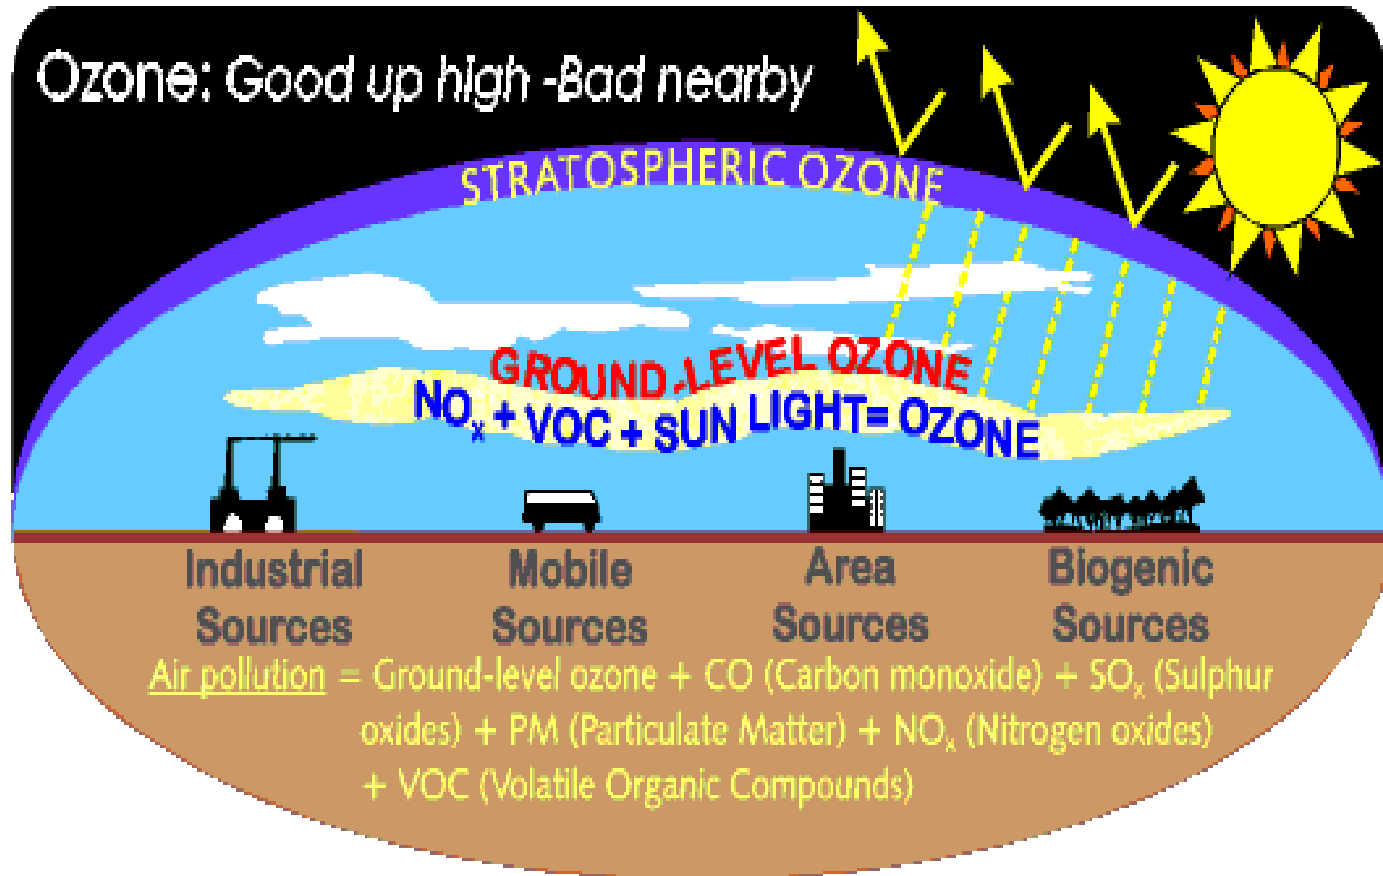 Ozone: Good up high -Bad nearby
STRATOSPHERIC OZONE
GROUND-LEVEL OZONE
NOx + VOC + SUN LIGHT= OZONE
Industrial
Sources
Mobile
Sources
Area
Sources
Biogenic
Sources
Air pollution = Ground-level ozone + CO (Carbon monoxide) + SOx (Sulphur
oxides) + PM (Particulate Matter) + NOx (Nitrogen oxides)
+ VOC (Volatile Organic Compounds)